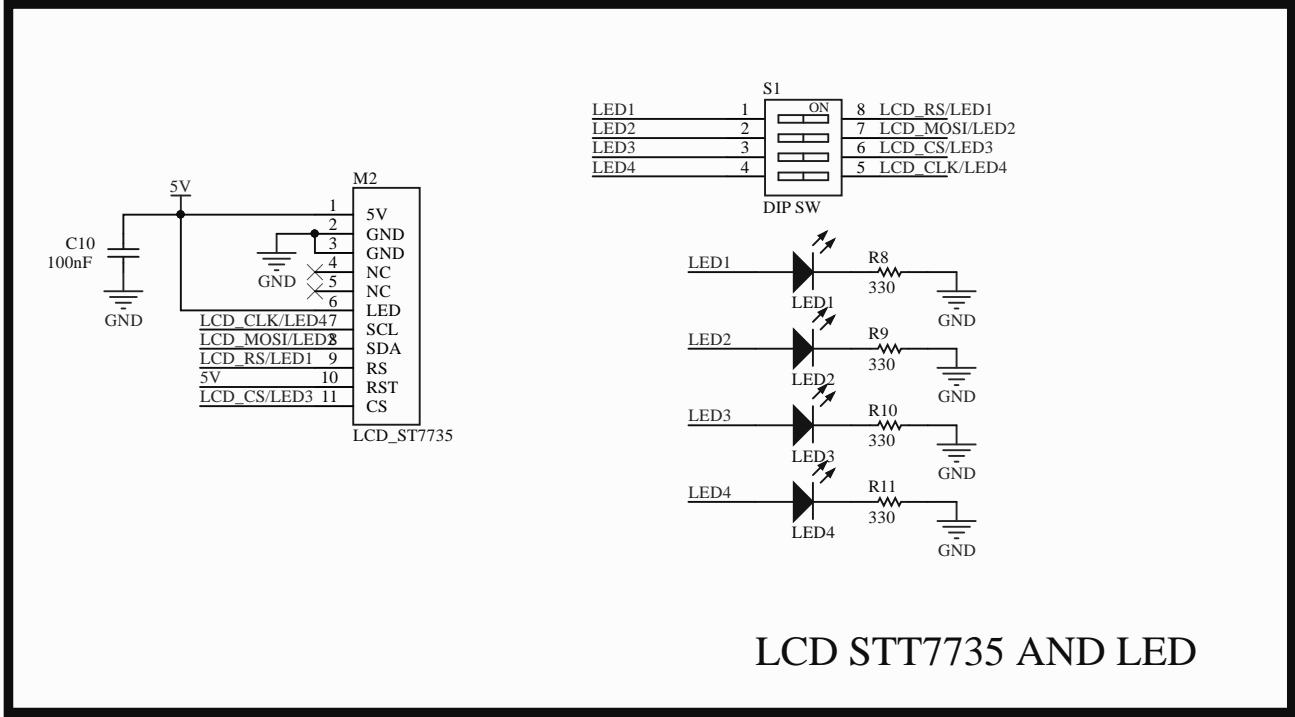 S1
ON
LED1 1 8 LCD_RS/LED1
LED2 2 7 LCD_MOSI/LED2
LED3 3 6 LCD_CS/LED3
LED4 4 5 LCD_CLK/LED4
DIP SW
5V
M2
C10
100nF
GND
GND
1 5V
2 GND
3 GND
4 NC
5 NC
6 LED
LCD_CLK/LED4 7 SCL
LCD_MOSI/LED2 8 SDA
LCD_RS/LED1 9 RS
5V 10 RST
LCD_CS/LED3 11 CS
LCD_ST7735
LED1
LED1
R8
330
GND
LED2
LED2
R9
330
GND
LED3
LED3
R10
330
GND
LED4
LED4
R11
330
GND
LCD STT7735 AND LED